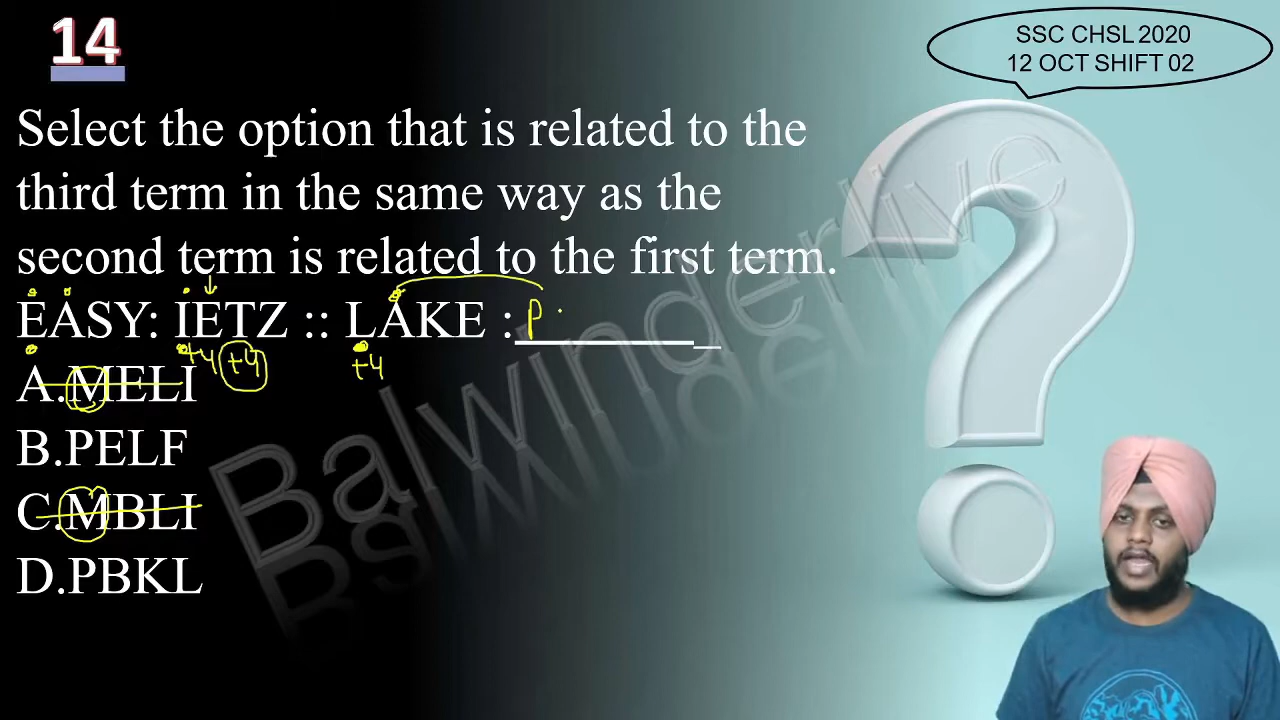 14
SSC CHSL 2020
12 OCT SHIFT 02
Select the option that is related to the
third term in the same way as the
second term is related to the first term.
EASY: IETZ :: LAKE :P_________
+4 +4 +4
A.MELI
B.PELF
C.MBLI
D.PBKL
Balwinderlive